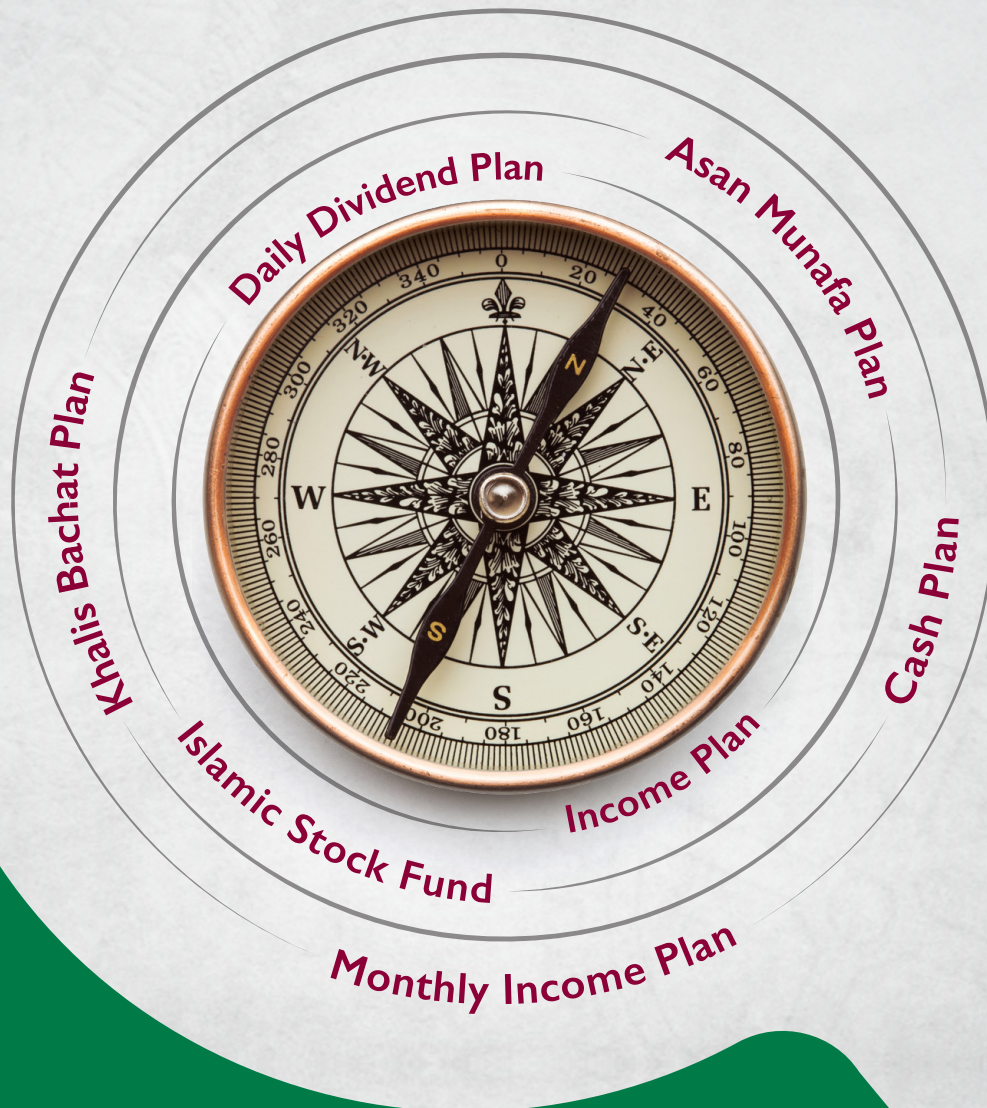 Daily Dividend Plan
Asan Munafa Plan
Khalis Bachat Plan
Cash Plan
Islamic Stock Fund
Income Plan
Monthly Income Plan
0
20
40
60
80
100
120
140
160
180
200
220
240
260
280
300
320
340
N·W
N·E
W
E
S·W
S·E
S
N
S